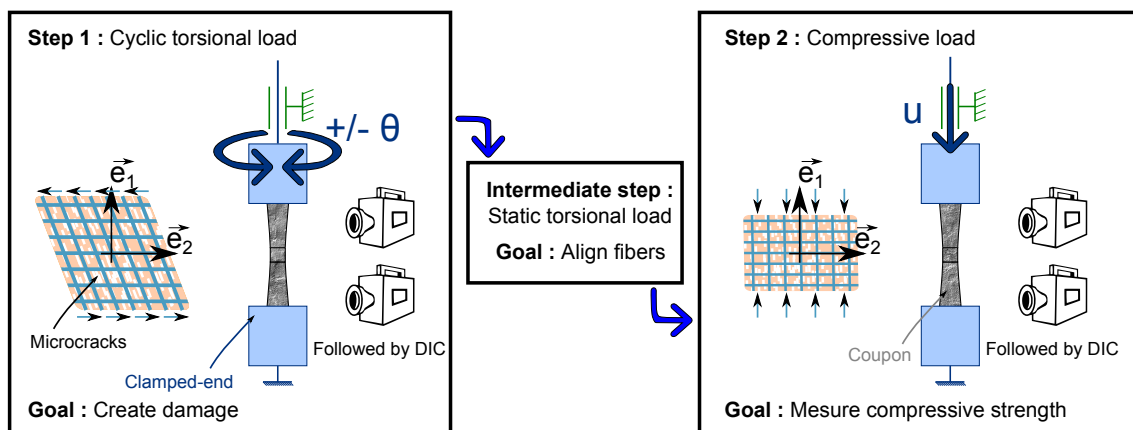 Step 1 : Cyclic torsional load
+/- θ
e₁
e₂
Microcracks
Clamped-end
Followed by DIC
Goal : Create damage
Intermediate step :
Static torsional load
Goal : Align fibers
Step 2 : Compressive load
u
e₁
e₂
Coupon
Followed by DIC
Goal : Mesure compressive strength